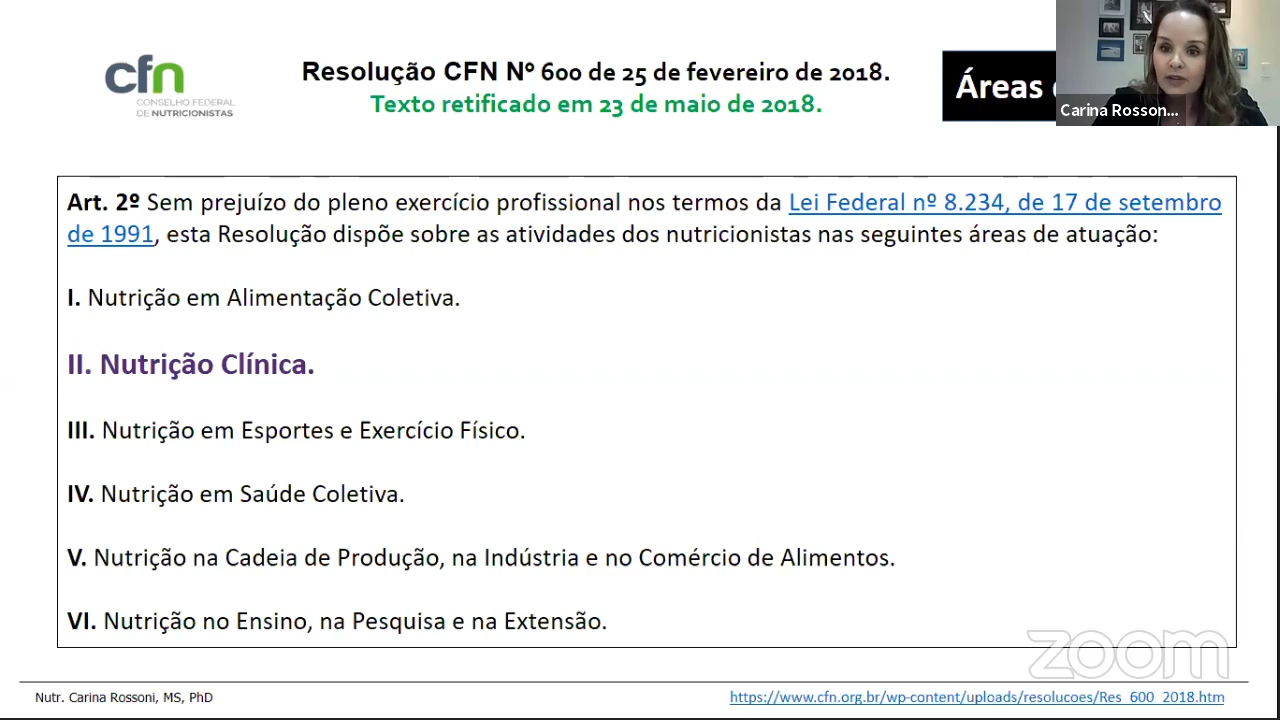 cfn
CONSELHO FEDERAL
DE NUTRICIONISTAS
Resolução CFN Nº 600 de 25 de fevereiro de 2018.
Texto retificado em 23 de maio de 2018.
Áreas
Carina Rosson...
Art. 2º Sem prejuízo do pleno exercício profissional nos termos da Lei Federal nº 8.234, de 17 de setembro
de 1991, esta Resolução dispõe sobre as atividades dos nutricionistas nas seguintes áreas de atuação:
I. Nutrição em Alimentação Coletiva.
II. Nutrição Clínica.
III. Nutrição em Esportes e Exercício Físico.
IV. Nutrição em Saúde Coletiva.
V. Nutrição na Cadeia de Produção, na Indústria e no Comércio de Alimentos.
VI. Nutrição no Ensino, na Pesquisa e na Extensão.
zoom
Nutr. Carina Rossoni, MS, PhD
https://www.cfn.org.br/wp-content/uploads/resolucoes/Res_600_2018.htm